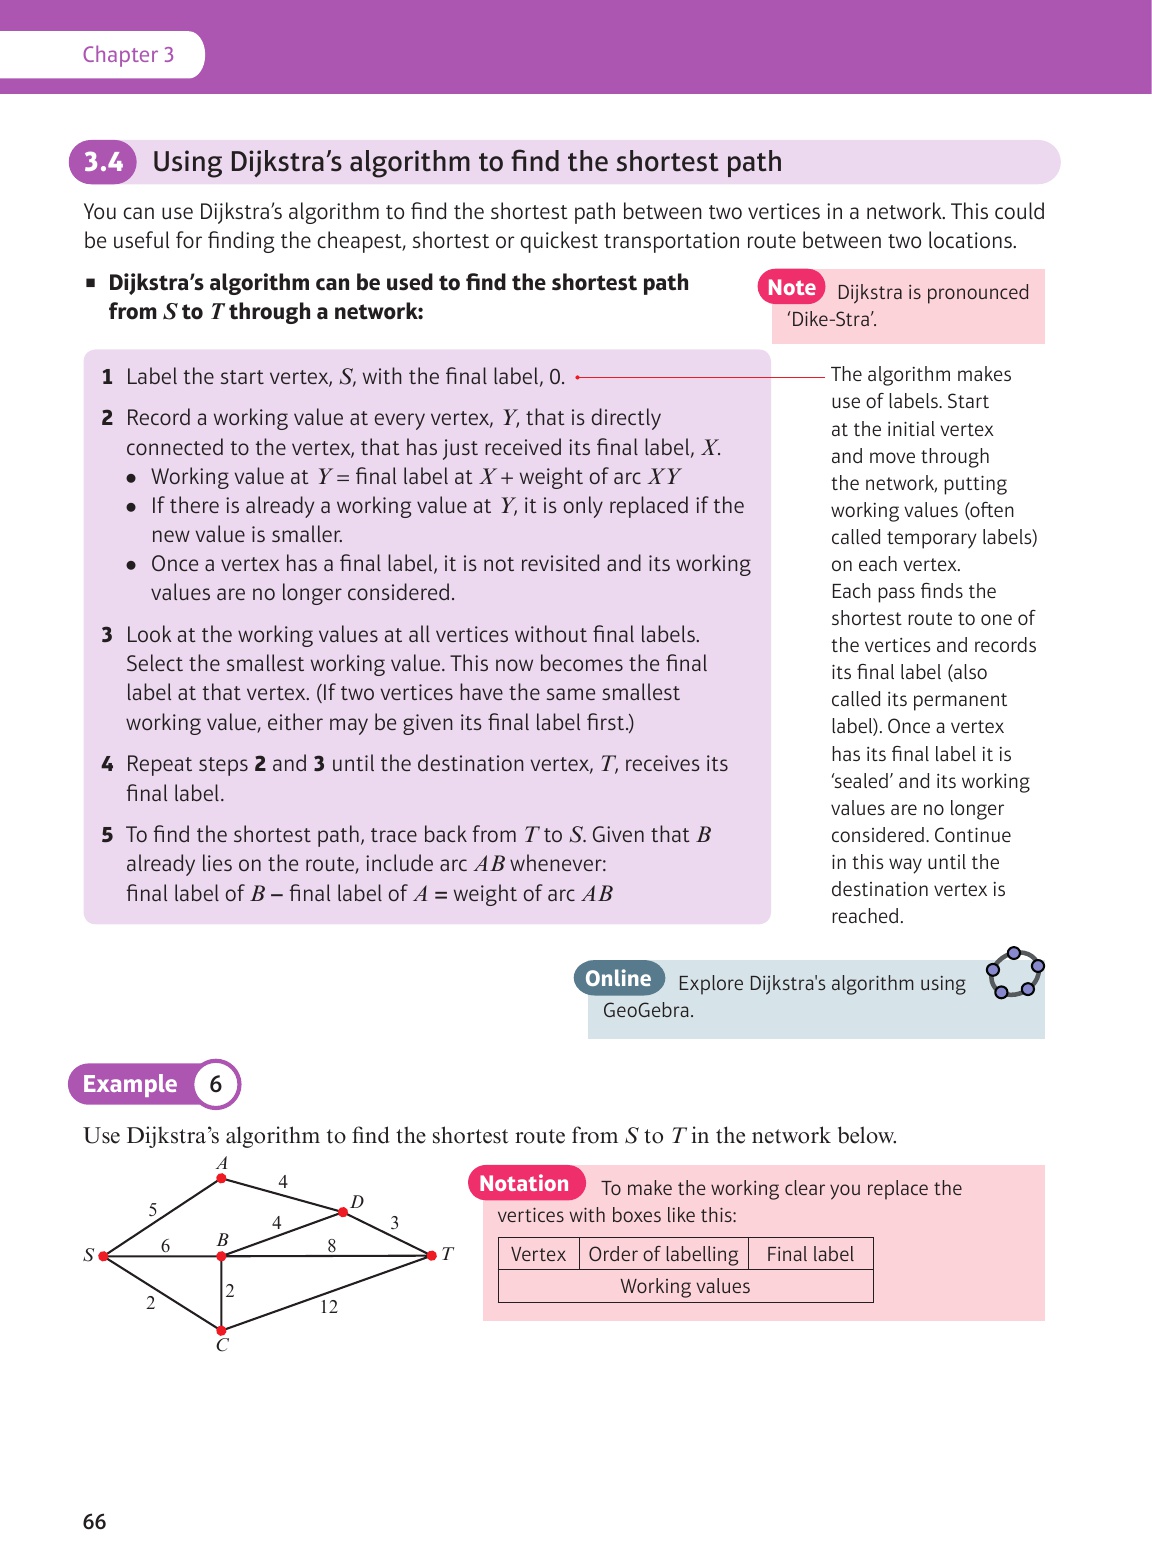 Chapter 3
3.4 Using Dijkstra’s algorithm to find the shortest path
You can use Dijkstra’s algorithm to find the shortest path between two vertices in a network. This could
be useful for finding the cheapest, shortest or quickest transportation route between two locations.
■ Dijkstra’s algorithm can be used to find the shortest path
from S to T through a network:
Note Dijkstra is pronounced
‘Dike-Stra’.
1 Label the start vertex, S, with the final label, 0.
2 Record a working value at every vertex, Y, that is directly
connected to the vertex, that has just received its final label, X.
• Working value at Y = final label at X + weight of arc XY
• If there is already a working value at Y, it is only replaced if the
new value is smaller.
• Once a vertex has a final label, it is not revisited and its working
values are no longer considered.
3 Look at the working values at all vertices without final labels.
Select the smallest working value. This now becomes the final
label at that vertex. (If two vertices have the same smallest
working value, either may be given its final label first.)
4 Repeat steps 2 and 3 until the destination vertex, T, receives its
final label.
5 To find the shortest path, trace back from T to S. Given that B
already lies on the route, include arc AB whenever:
final label of B – final label of A = weight of arc AB
The algorithm makes
use of labels. Start
at the initial vertex
and move through
the network, putting
working values (often
called temporary labels)
on each vertex.
Each pass finds the
shortest route to one of
the vertices and records
its final label (also
called its permanent
label). Once a vertex
has its final label it is
‘sealed’ and its working
values are no longer
considered. Continue
in this way until the
destination vertex is
reached.
Online Explore Dijkstra's algorithm using
GeoGebra.
Example 6
Use Dijkstra’s algorithm to find the shortest route from S to T in the network below.
A
4
D
5
4
3
6
B
8
S
T
2
2
12
C
Notation To make the working clear you replace the
vertices with boxes like this:
Vertex Order of labelling Final label
Working values
66